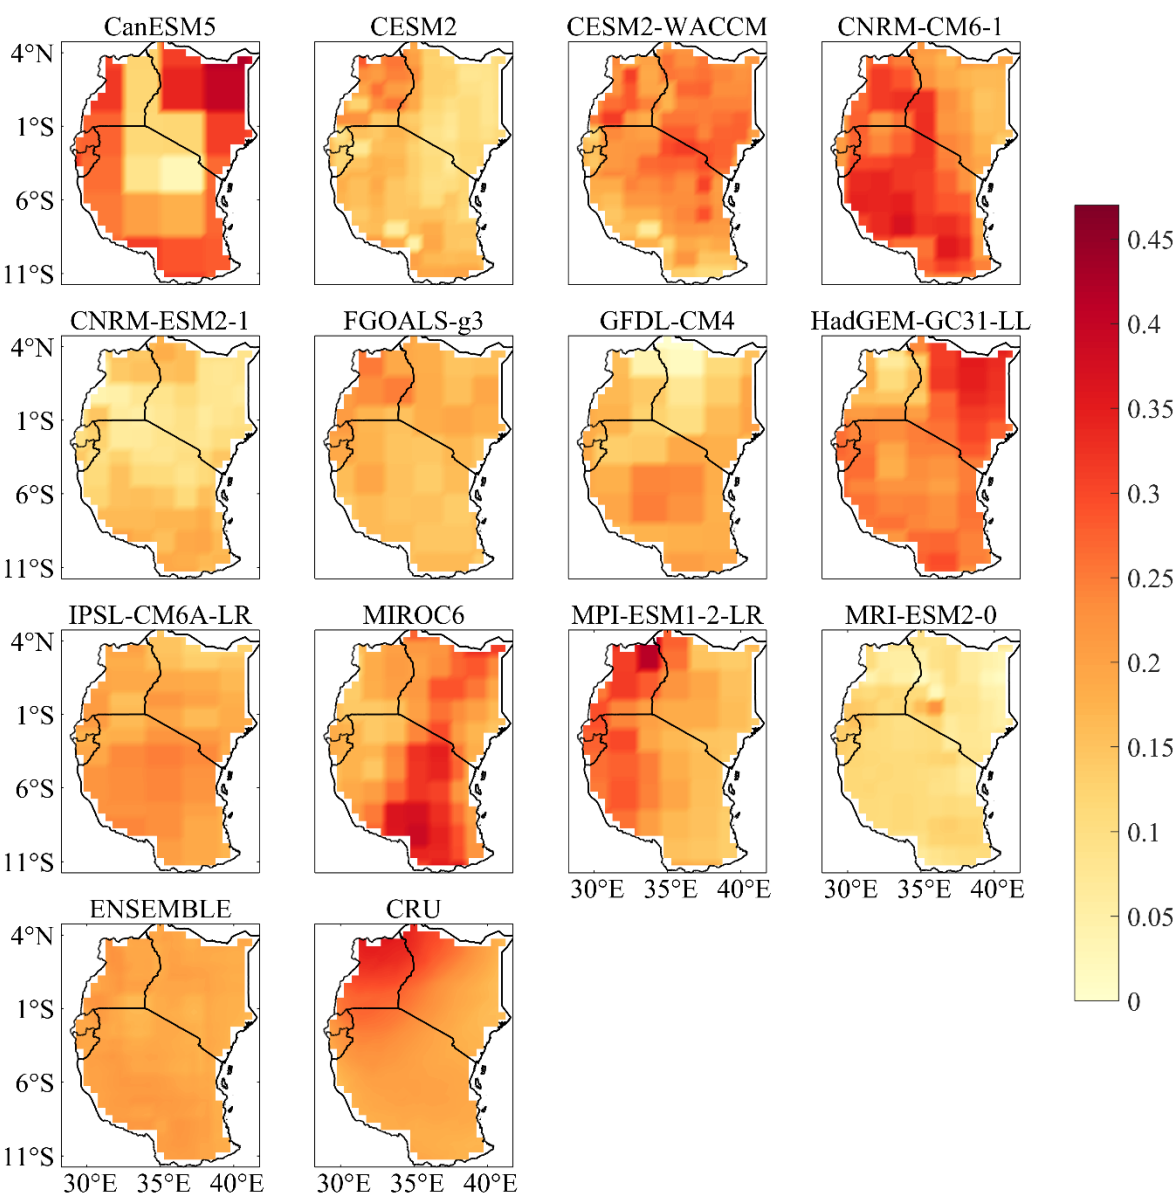 CanESM5 CESM2 CESM2-WACCM CNRM-CM6-1
4°N
1°S
6°S
11°S
CNRM-ESM2-1 FGOALS-g3 GFDL-CM4 HadGEM-GC31-LL
4°N
1°S
6°S
11°S
IPSL-CM6A-LR MIROC6 MPI-ESM1-2-LR MRI-ESM2-0
4°N
1°S
6°S
11°S
30°E 35°E 40°E 30°E 35°E 40°E
ENSEMBLE CRU
4°N
1°S
6°S
11°S
30°E 35°E 40°E 30°E 35°E 40°E
0.45
0.4
0.35
0.3
0.25
0.2
0.15
0.1
0.05
0